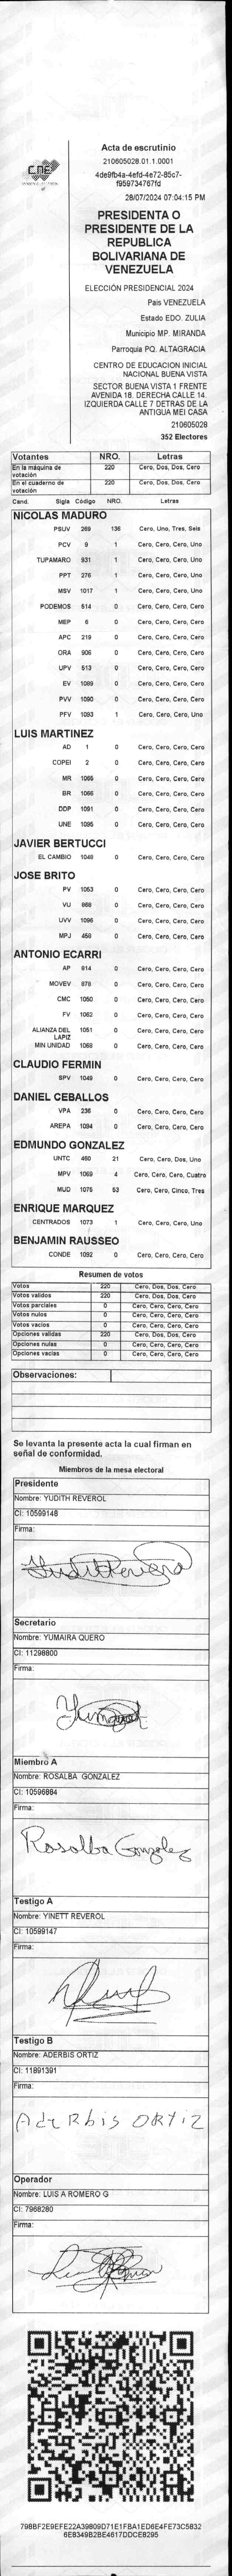 CNE
Acta de escrutinio
210605028.01.1.0001
4de9fb4a-4efd-4e72-85c7-
f959734767fd
28/07/2024 07:04:15 PM
PRESIDENTA O
PRESIDENTE DE LA
REPUBLICA
BOLIVARIANA DE
VENEZUELA
ELECCIÓN PRESIDENCIAL 2024
Pais VENEZUELA
Estado EDO. ZULIA
Municipio MP. MIRANDA
Parroquia PQ. ALTAGRACIA
CENTRO DE EDUCACION INICIAL
NACIONAL BUENA VISTA
SECTOR BUENA VISTA 1 FRENTE
AVENIDA 18. DERECHA CALLE 14.
IZQUIERDA CALLE 7 DETRAS DE LA
ANTIGUA MEI CASA
210605028
352 Electores
Votantes NRO. Letras
En la máquina de votación 220 Cero, Dos, Dos, Cero
En el cuaderno de votación 220 Cero, Dos, Dos, Cero
Cand. Sigla Código NRO. Letras
NICOLAS MADURO
PSUV 269 136 Cero, Uno, Tres, Seis
PCV 9 1 Cero, Cero, Cero, Uno
TUPAMARO 931 1 Cero, Cero, Cero, Uno
PPT 276 1 Cero, Cero, Cero, Uno
MSV 1017 1 Cero, Cero, Cero, Uno
PODEMOS 514 0 Cero, Cero, Cero, Cero
MEP 6 0 Cero, Cero, Cero, Cero
APC 219 0 Cero, Cero, Cero, Cero
ORA 906 0 Cero, Cero, Cero, Cero
UPV 513 0 Cero, Cero, Cero, Cero
EV 1089 0 Cero, Cero, Cero, Cero
PVV 1090 0 Cero, Cero, Cero, Cero
PFV 1093 1 Cero, Cero, Cero, Uno
LUIS MARTINEZ
AD 1 0 Cero, Cero, Cero, Cero
COPEI 2 0 Cero, Cero, Cero, Cero
MR 1065 0 Cero, Cero, Cero, Cero
BR 1066 0 Cero, Cero, Cero, Cero
DDP 1091 0 Cero, Cero, Cero, Cero
UNE 1095 0 Cero, Cero, Cero, Cero
JAVIER BERTUCCI
EL CAMBIO 1048 0 Cero, Cero, Cero, Cero
JOSE BRITO
PV 1053 0 Cero, Cero, Cero, Cero
VU 868 0 Cero, Cero, Cero, Cero
UVV 1096 0 Cero, Cero, Cero, Cero
MPJ 458 0 Cero, Cero, Cero, Cero
ANTONIO ECARRI
AP 814 0 Cero, Cero, Cero, Cero
MOVEV 878 0 Cero, Cero, Cero, Cero
CMC 1050 0 Cero, Cero, Cero, Cero
FV 1062 0 Cero, Cero, Cero, Cero
ALIANZA DEL LAPIZ 1051 0 Cero, Cero, Cero, Cero
MIN UNIDAD 1068 0 Cero, Cero, Cero, Cero
CLAUDIO FERMIN
SPV 1049 0 Cero, Cero, Cero, Cero
DANIEL CEBALLOS
VPA 236 0 Cero, Cero, Cero, Cero
AREPA 1094 0 Cero, Cero, Cero, Cero
EDMUNDO GONZALEZ
UNTC 460 21 Cero, Cero, Dos, Uno
MPV 1069 4 Cero, Cero, Cero, Cuatro
MUD 1075 53 Cero, Cero, Cinco, Tres
ENRIQUE MARQUEZ
CENTRADOS 1073 1 Cero, Cero, Cero, Uno
BENJAMIN RAUSSEO
CONDE 1092 0 Cero, Cero, Cero, Cero
Resumen de votos
Votos 220 Cero, Dos, Dos, Cero
Votos validos 220 Cero, Dos, Dos, Cero
Votos parciales 0 Cero, Cero, Cero, Cero
Votos nulos 0 Cero, Cero, Cero, Cero
Votos vacios 0 Cero, Cero, Cero, Cero
Opciones validas 220 Cero, Dos, Dos, Cero
Opciones nulas 0 Cero, Cero, Cero, Cero
Opciones vacias 0 Cero, Cero, Cero, Cero
Observaciones:
Se levanta la presente acta la cual firman en
señal de conformidad.
Miembros de la mesa electoral
Presidente
Nombre: YUDITH REVEROL
CI: 10599148
Firma:
Secretario
Nombre: YUMAIRA QUERO
CI: 11298800
Firma:
Miembro A
Nombre: ROSALBA GONZALEZ
CI: 10596884
Firma:
Rosalba Gonzalez
Testigo A
Nombre: YINETT REVEROL
CI: 10599147
Firma:
Testigo B
Nombre: ADERBIS ORTIZ
CI: 11891391
Firma:
AdeRbis ORTIZ
Operador
Nombre: LUIS A ROMERO G
CI: 7968280
Firma:
798BF2E9EFE22A39809D71E1FBA1ED6E4FE73C5832
6E8349B2BE4617DDCE8295